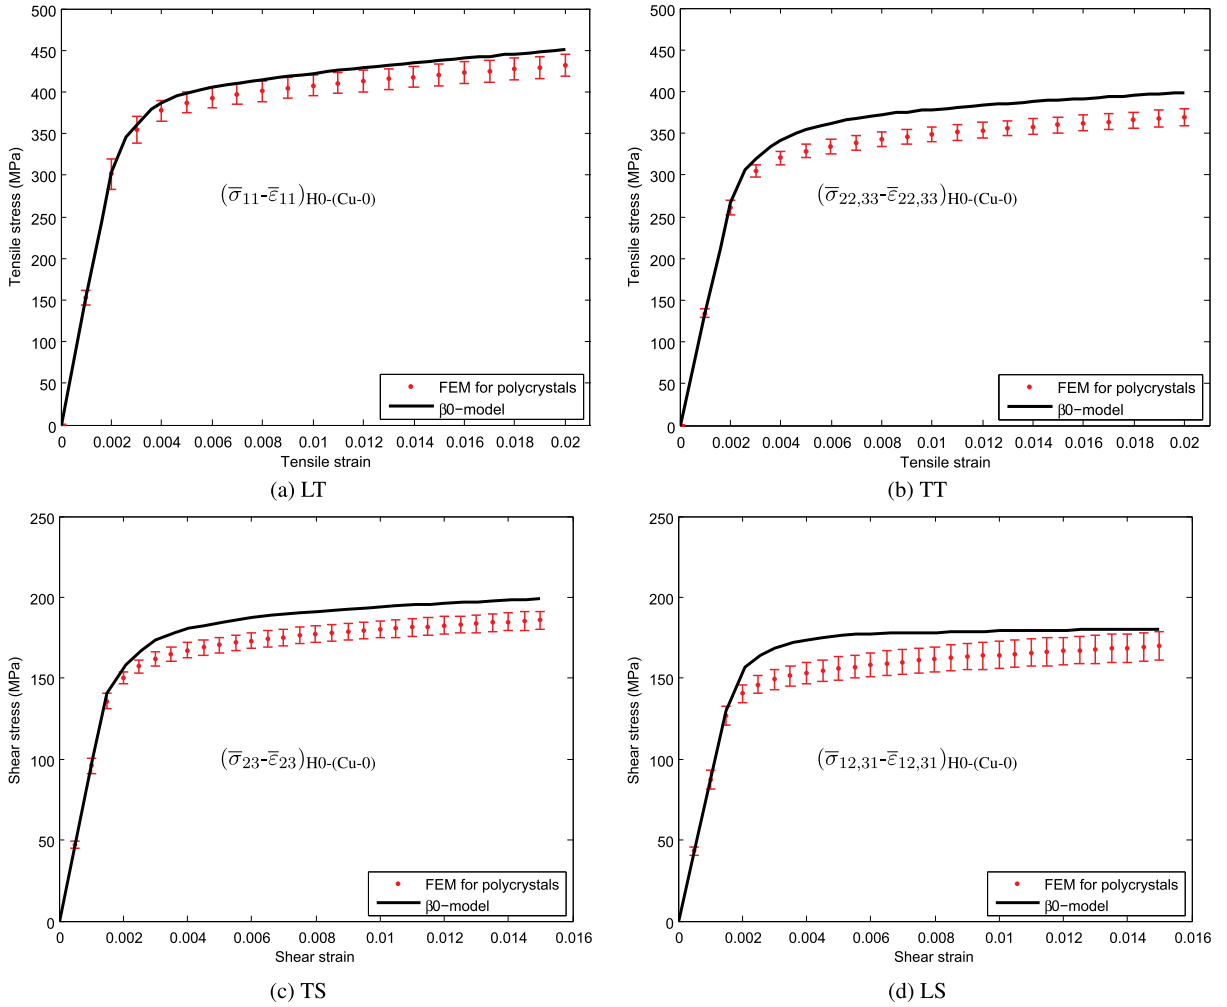 500
450
400
350
300
250
200
150
100
50
0
Tensile stress (MPa)
(σ̅11-ε̅11)H0-(Cu-0)
FEM for polycrystals
β0−model
0 0.002 0.004 0.006 0.008 0.01 0.012 0.014 0.016 0.018 0.02
Tensile strain
(a) LT
500
450
400
350
300
250
200
150
100
50
0
Tensile stress (MPa)
(σ̅22,33-ε̅22,33)H0-(Cu-0)
FEM for polycrystals
β0−model
0 0.002 0.004 0.006 0.008 0.01 0.012 0.014 0.016 0.018 0.02
Tensile strain
(b) TT
250
200
150
100
50
0
Shear stress (MPa)
(σ̅23-ε̅23)H0-(Cu-0)
FEM for polycrystals
β0−model
0 0.002 0.004 0.006 0.008 0.01 0.012 0.014 0.016
Shear strain
(c) TS
250
200
150
100
50
0
Shear stress (MPa)
(σ̅12,31-ε̅12,31)H0-(Cu-0)
FEM for polycrystals
β0−model
0 0.002 0.004 0.006 0.008 0.01 0.012 0.014 0.016
Shear strain
(d) LS